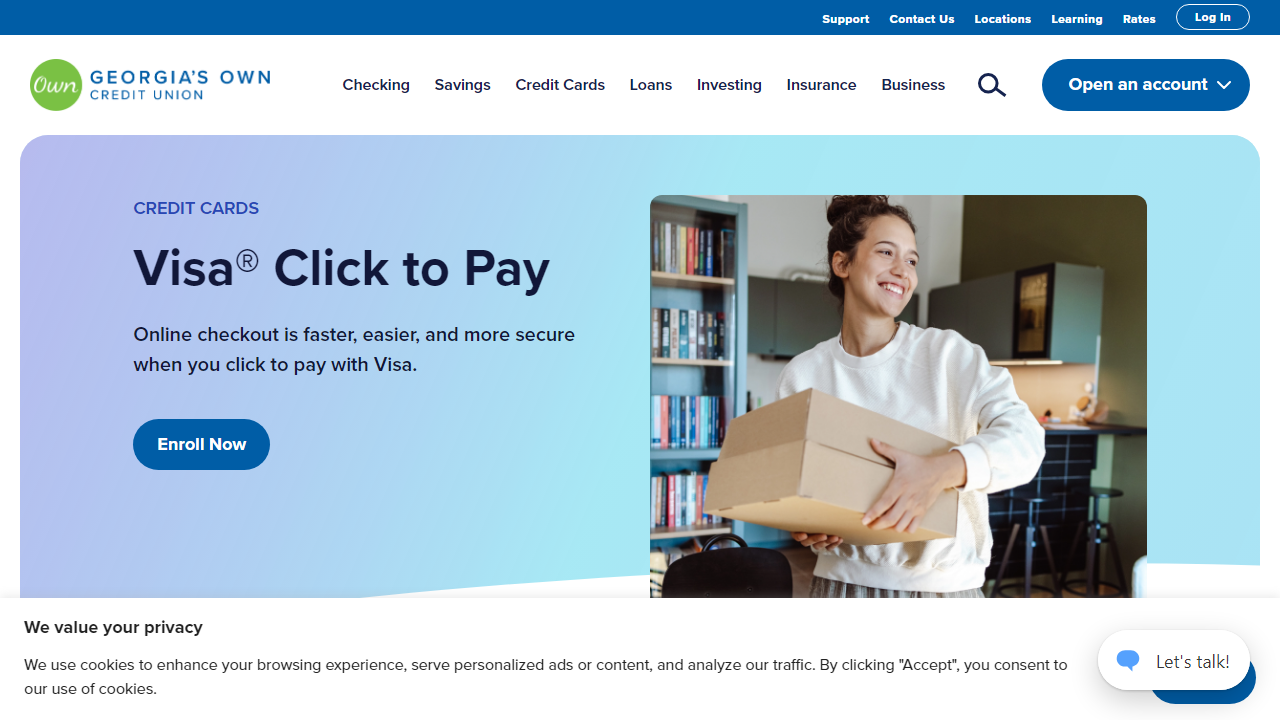 Support Contact Us Locations Learning Rates Log In
Own GEORGIA'S OWN
CREDIT UNION
Checking Savings Credit Cards Loans Investing Insurance Business Open an account
CREDIT CARDS
Visa® Click to Pay
Online checkout is faster, easier, and more secure
when you click to pay with Visa.
Enroll Now
We value your privacy
We use cookies to enhance your browsing experience, serve personalized ads or content, and analyze our traffic. By clicking "Accept", you consent to
our use of cookies.
Let's talk!